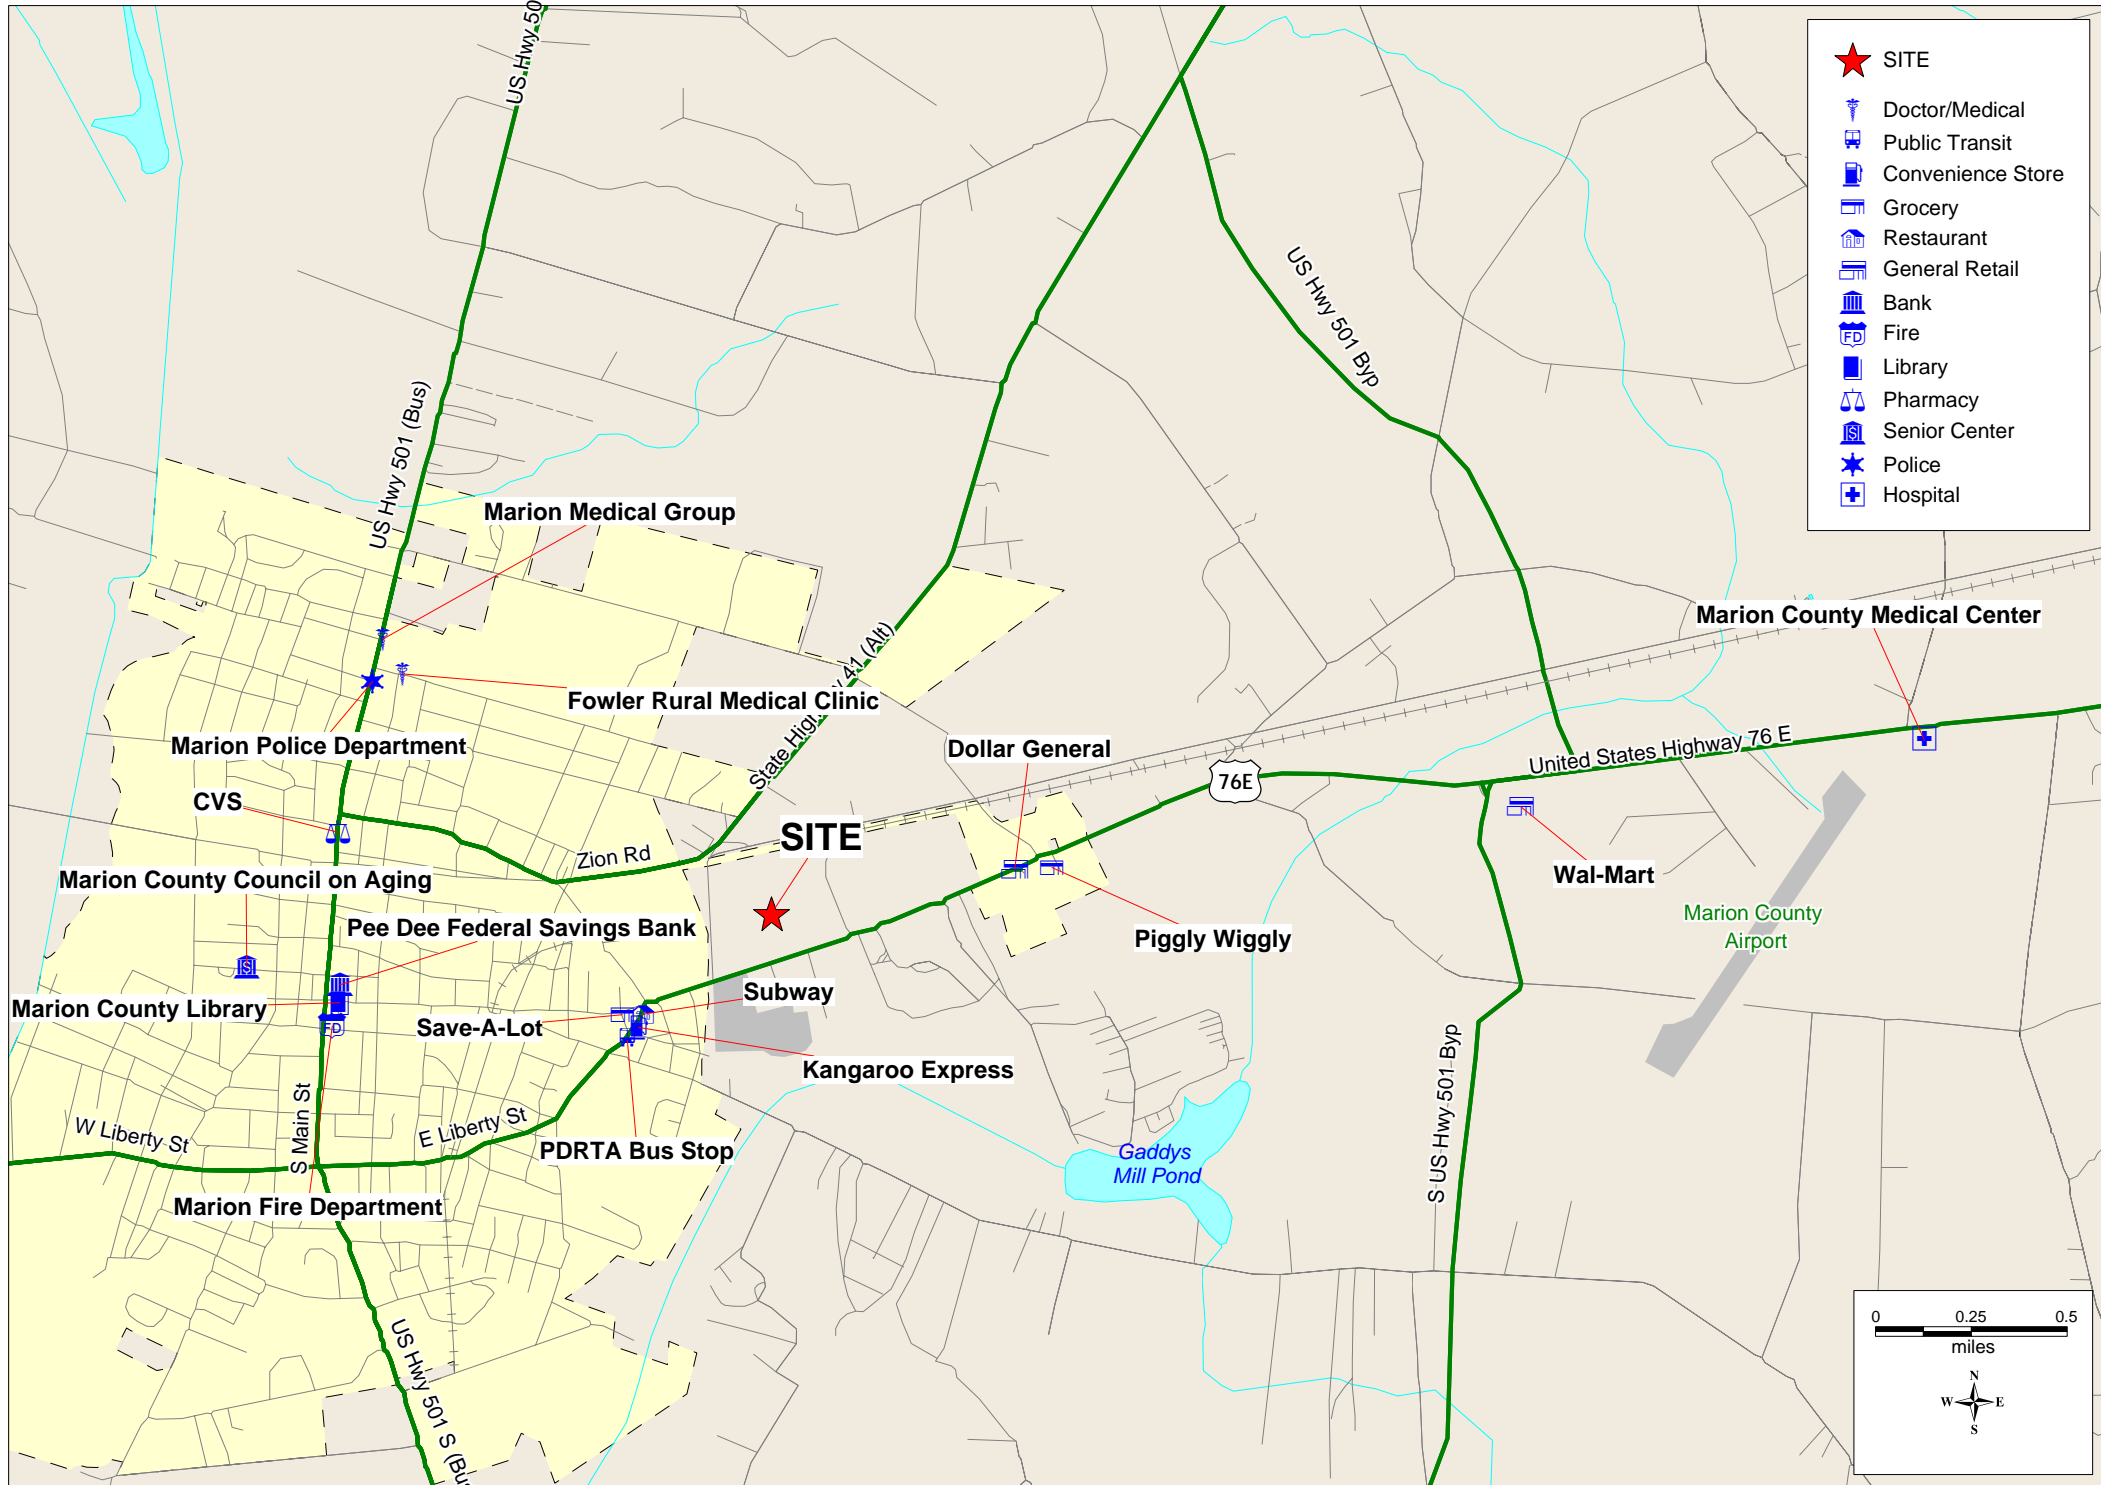 US Hwy 50
SITE
Doctor/Medical
Public Transit
Convenience Store
Grocery
Restaurant
General Retail
Bank
FD
Fire
Library
Pharmacy
S
Senior Center
Police
Hospital
US Hwy 501 Byp
US Hwy 501 (Bus)
Marion Medical Group
Marion County Medical Center
Fowler Rural Medical Clinic
State High
y 41 (Alt)
Marion Police Department
Dollar General
United States Highway 76 E
76E
CVS
SITE
Zion Rd
Wal-Mart
Marion County Council on Aging
Marion County
Airport
Pee Dee Federal Savings Bank
Piggly Wiggly
S
Subway
Marion County Library
FD
Save-A-Lot
Kangaroo Express
S US Hwy 501 Byp
S Main St
W Liberty St
E Liberty St
PDRTA Bus Stop
Gaddys
Mill Pond
Marion Fire Department
US Hwy 501 S (Bus
0 0.25 0.5
miles
N
W E
S